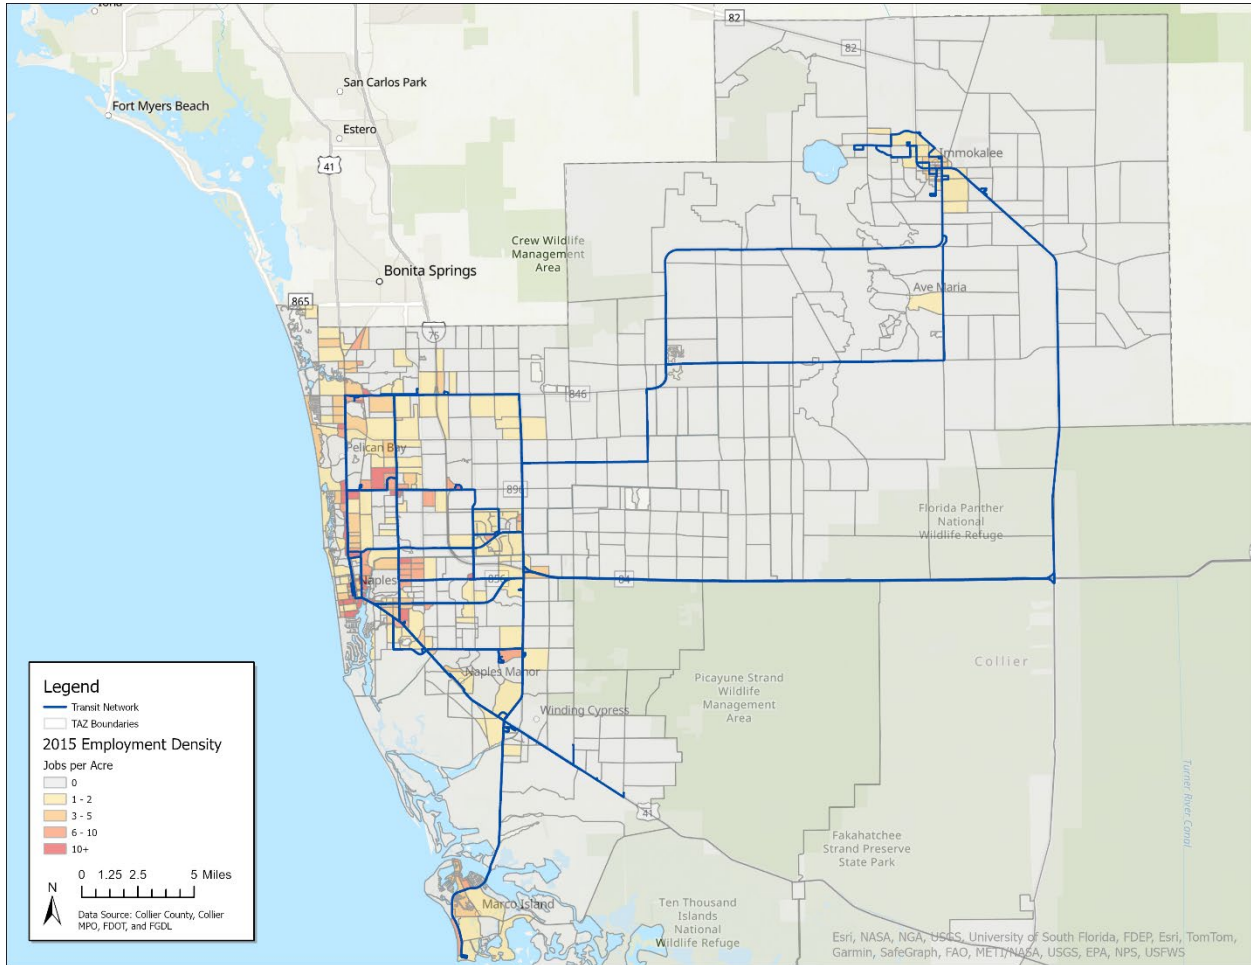 Iona
82
82
San Carlos Park
Fort Myers Beach
Estero
41
Immokalee
Crew Wildlife
Management
Area
Bonita Springs
865
Ave Maria
75
846
Pelican Bay
896
Florida Panther
National
Wildlife Refuge
Naples
856
84
Collier
Naples Manor
Picayune Strand
Wildlife
Management
Area
Winding Cypress
Turner River Canal
41
Fakahatchee
Strand Preserve
State Park
Marco Island
Ten Thousand
Islands
National
Wildlife Refuge
Legend
Transit Network
TAZ Boundaries
2015 Employment Density
Jobs per Acre
0
1 - 2
3 - 5
6 - 10
10+
0 1.25 2.5 5 Miles
N
Data Source: Collier County, Collier
MPO, FDOT, and FGDL
Esri, NASA, NGA, USGS, University of South Florida, FDEP, Esri, TomTom,
Garmin, SafeGraph, FAO, METI/NASA, USGS, EPA, NPS, USFWS